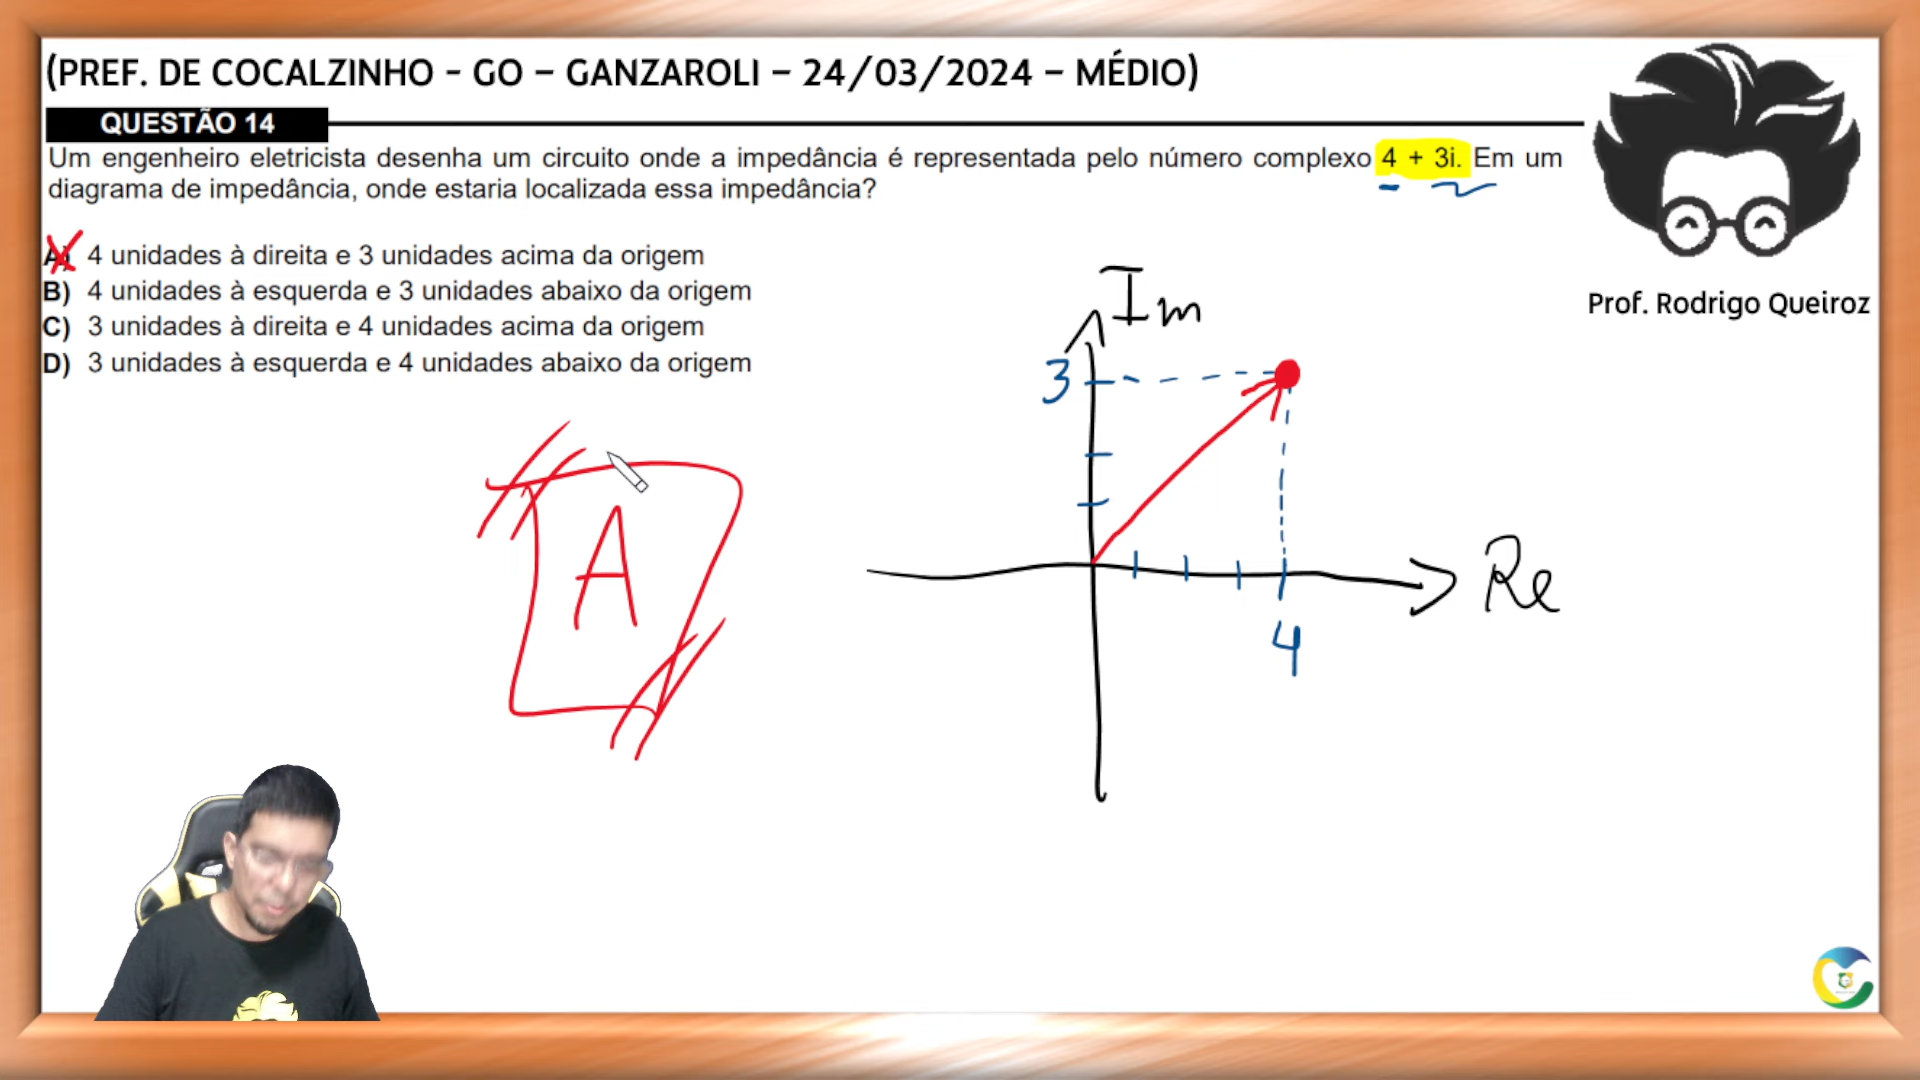 (PREF. DE COCALZINHO - GO – GANZAROLI – 24/03/2024 – MÉDIO)
QUESTÃO 14
Um engenheiro eletricista desenha um circuito onde a impedância é representada pelo número complexo 4 + 3i. Em um
diagrama de impedância, onde estaria localizada essa impedância?
A) 4 unidades à direita e 3 unidades acima da origem
B) 4 unidades à esquerda e 3 unidades abaixo da origem
C) 3 unidades à direita e 4 unidades acima da origem
D) 3 unidades à esquerda e 4 unidades abaixo da origem
Prof. Rodrigo Queiroz
Im
3
A
Re
4